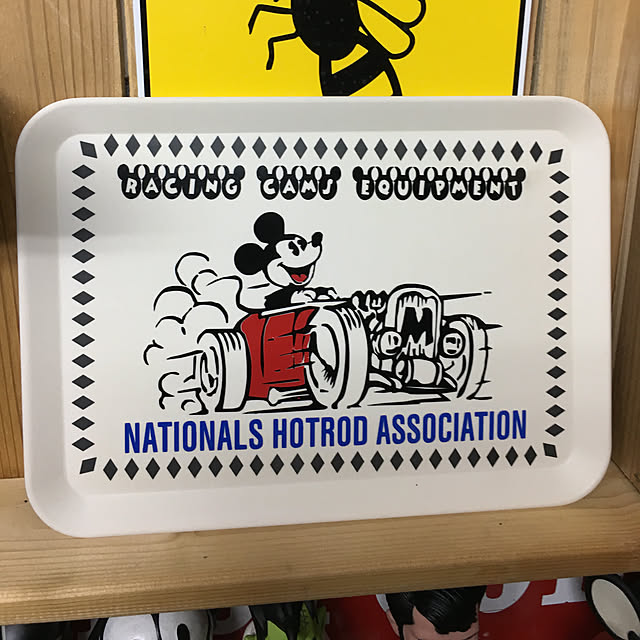 RACING CAMS EQUIPMENT
M
NATIONALS HOTROD ASSOCIATION